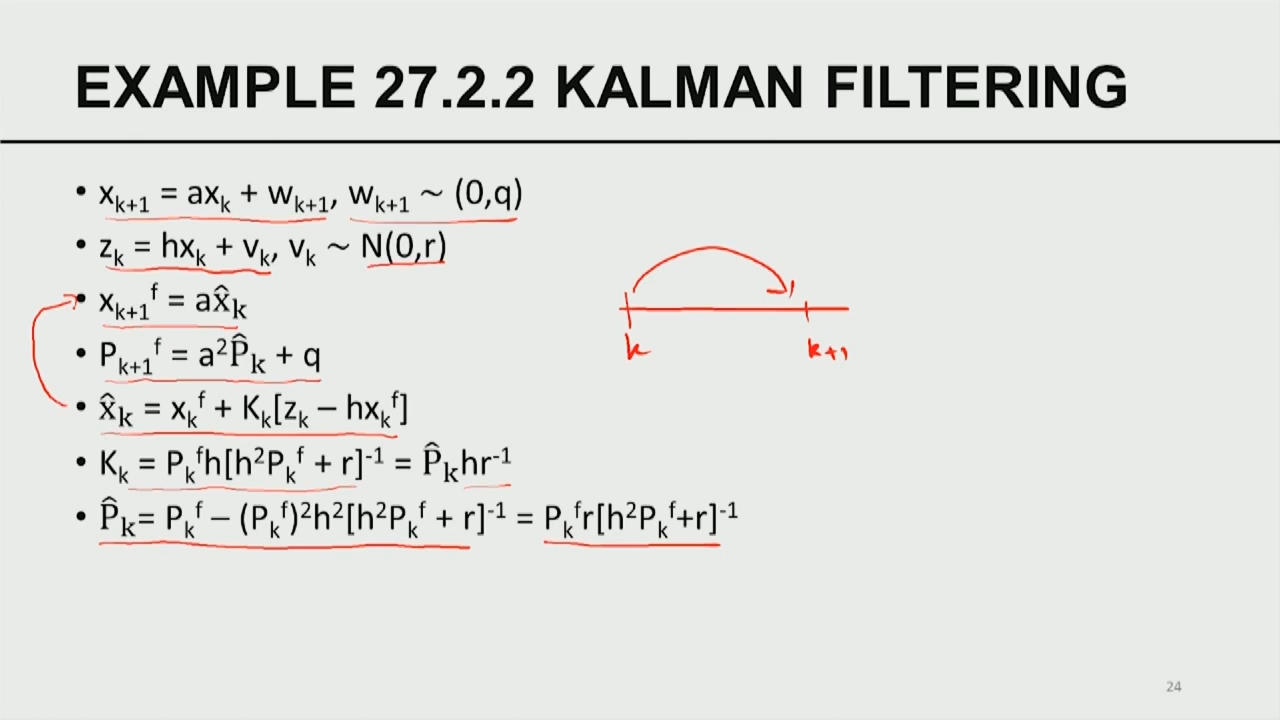 EXAMPLE 27.2.2 KALMAN FILTERING
• xₖ₊₁ = axₖ + wₖ₊₁, wₖ₊₁ ~ (0,q)
• zₖ = hxₖ + vₖ, vₖ ~ N(0,r)
• xₖ₊₁ᶠ = ax̂ₖ
• Pₖ₊₁ᶠ = a²P̂ₖ + q
• x̂ₖ = xₖᶠ + Kₖ[zₖ – hxₖᶠ]
• Kₖ = Pₖᶠh[h²Pₖᶠ + r]⁻¹ = P̂ₖhr⁻¹
• P̂ₖ= Pₖᶠ – (Pₖᶠ)²h²[h²Pₖᶠ + r]⁻¹ = Pₖᶠr[h²Pₖᶠ+r]⁻¹
k k+1
24